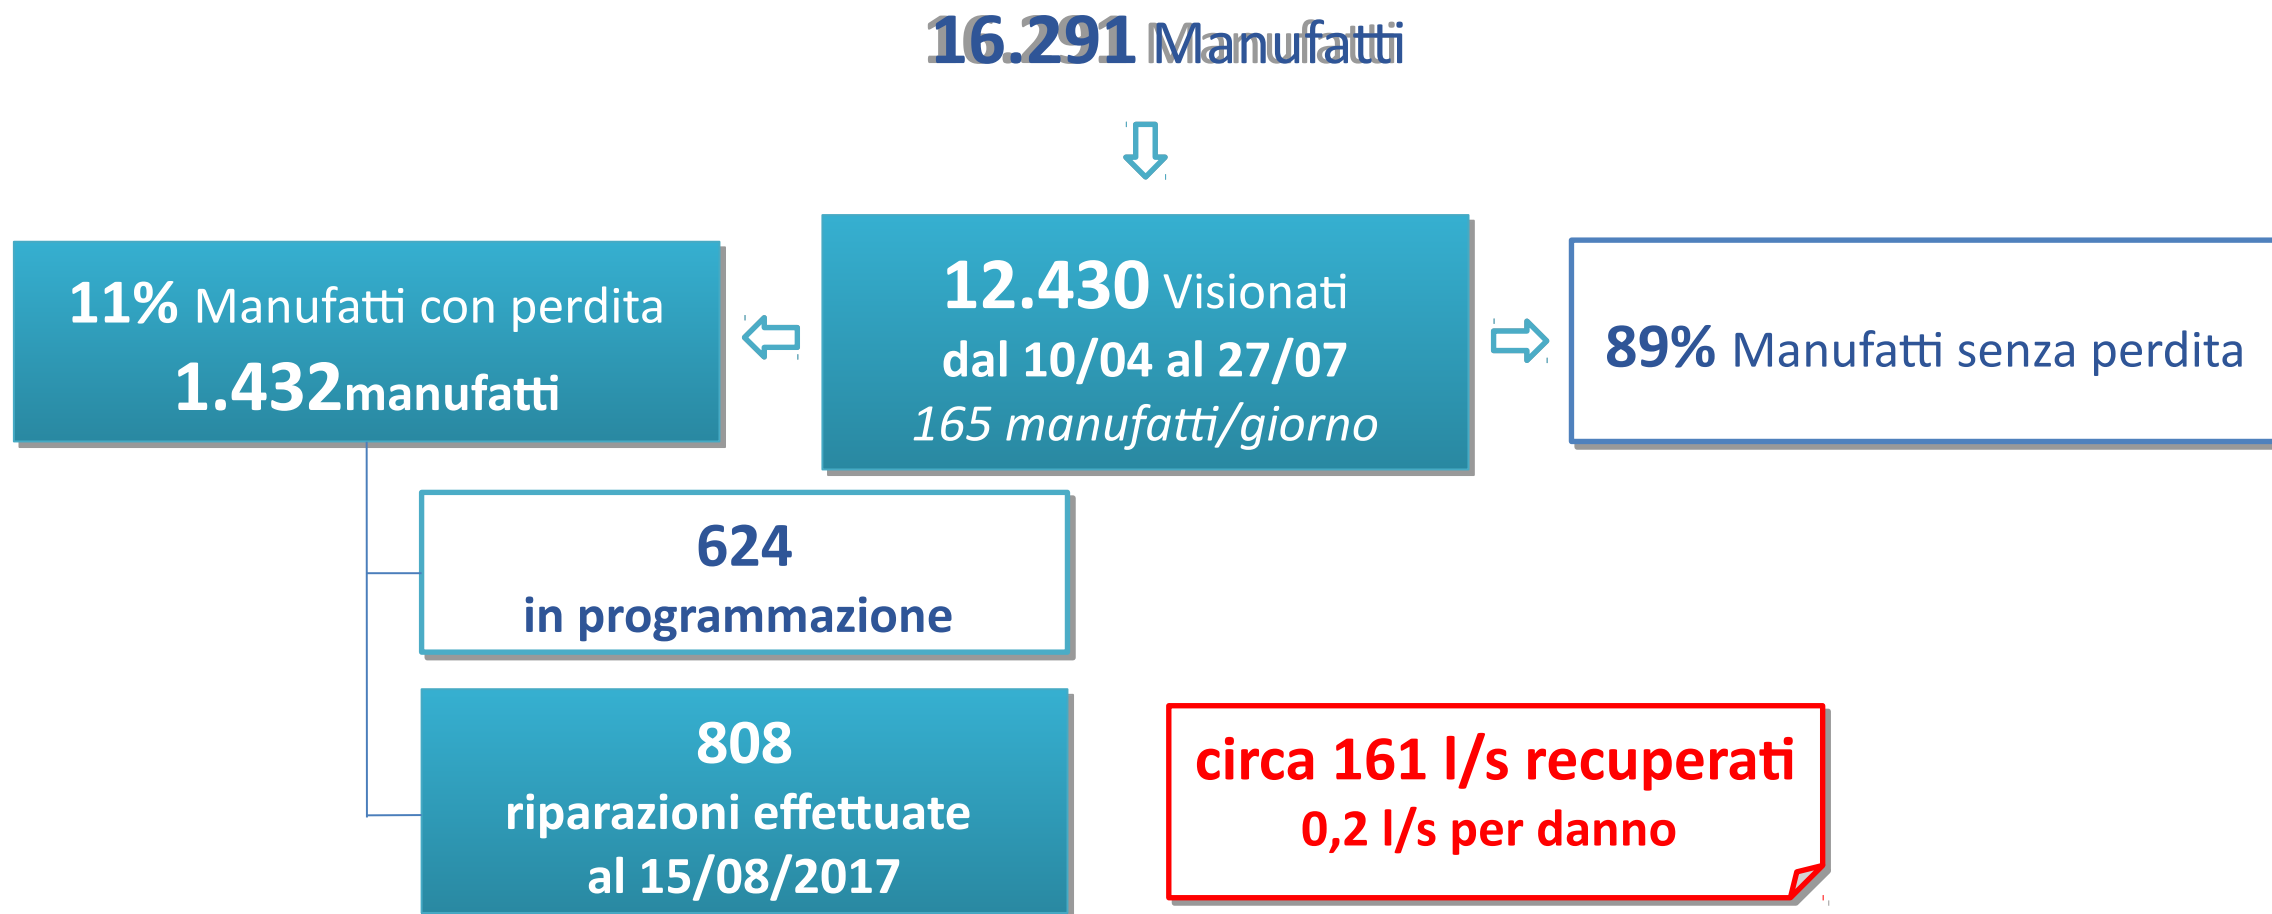 16.291 Manufatti
11% Manufatti con perdita
1.432 manufatti
12.430 Visionati
dal 10/04 al 27/07
165 manufatti/giorno
89% Manufatti senza perdita
624
in programmazione
808
riparazioni effettuate
al 15/08/2017
circa 161 l/s recuperati
0,2 l/s per danno